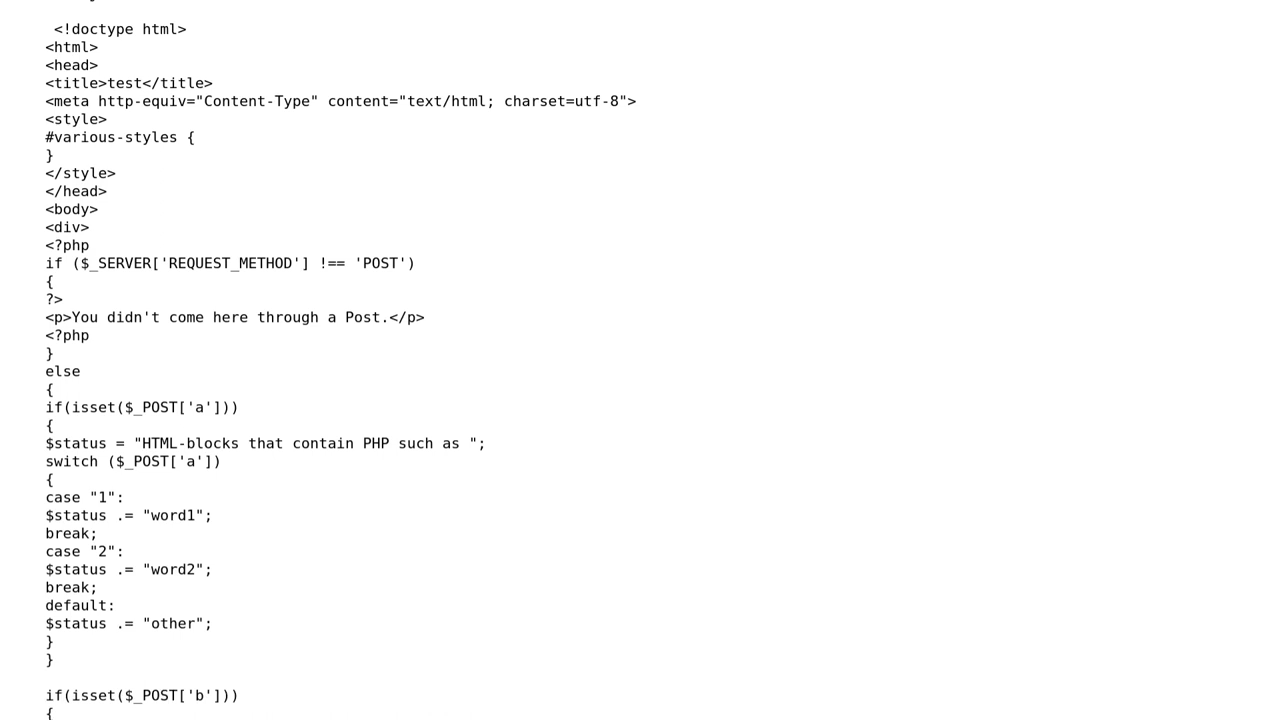 <!doctype html>
<html>
<head>
<title>test</title>
<meta http-equiv="Content-Type" content="text/html; charset=utf-8">
<style>
#various-styles {
}
</style>
</head>
<body>
<div>
<?php
if ($_SERVER['REQUEST_METHOD'] !== 'POST')
{
?>
<p>You didn't come here through a Post.</p>
<?php
}
else
{
if(isset($_POST['a']))
{
$status = "HTML-blocks that contain PHP such as ";
switch ($_POST['a'])
{
case "1":
$status .= "word1";
break;
case "2":
$status .= "word2";
break;
default:
$status .= "other";
}
}

if(isset($_POST['b']))
{